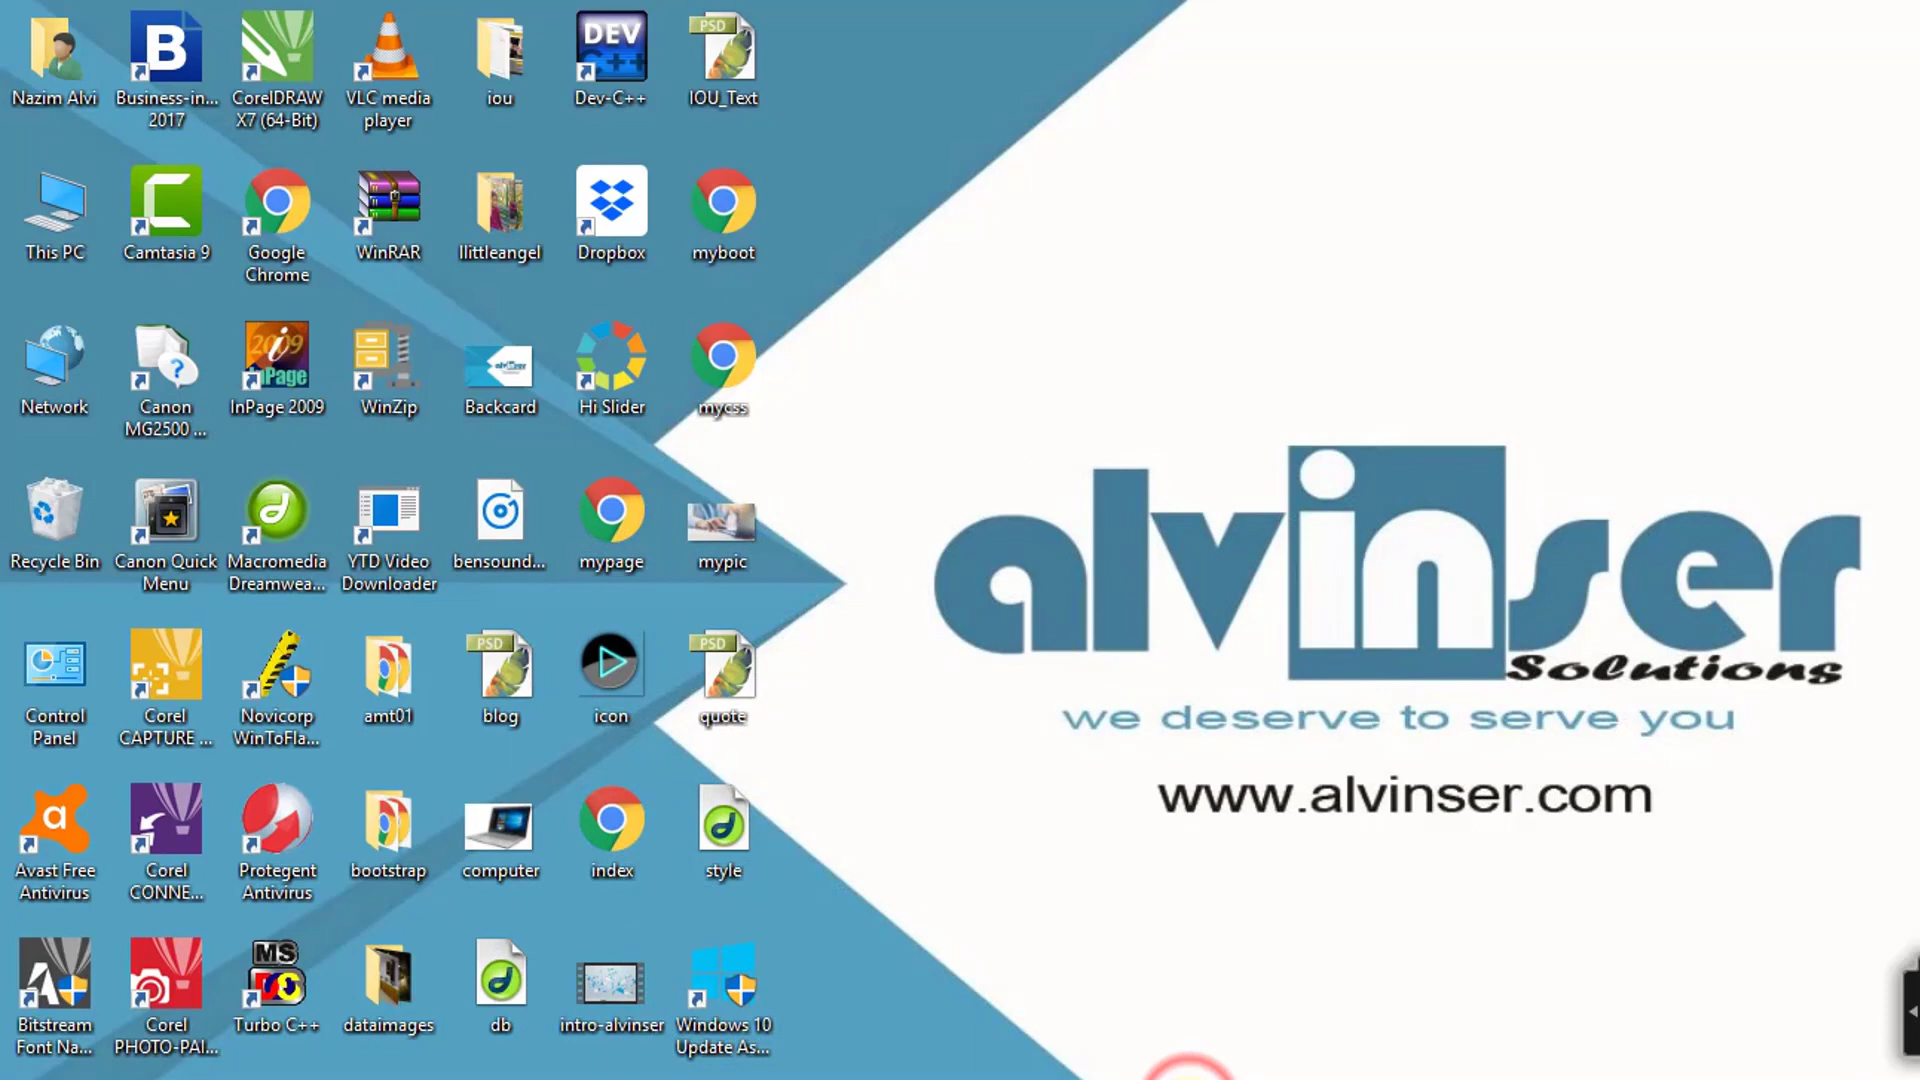 Nazim Alvi
Business-in...
2017
CorelDRAW
X7 (64-Bit)
VLC media
player
iou
DEV
C++
Dev-C++
PSD
IOU_Text
This PC
Camtasia 9
Google
Chrome
WinRAR
llittleangel
Dropbox
myboot
Network
Canon
MG2500 ...
2009
InPage
InPage 2009
WinZip
Backcard
Hi Slider
mycss
Recycle Bin
Canon Quick
Menu
Macromedia
Dreamwea...
YTD Video
Downloader
bensound...
mypage
mypic
Control
Panel
Corel
CAPTURE ...
Novicorp
WinToFla...
amt01
PSD
blog
icon
PSD
quote
Avast Free
Antivirus
Corel
CONNE...
Protegent
Antivirus
bootstrap
computer
index
style
Bitstream
Font Na...
Corel
PHOTO-PAI...
MS
Turbo C++
dataimages
db
intro-alvinser
Windows 10
Update As...
alvinser
Solutions
we deserve to serve you
www.alvinser.com